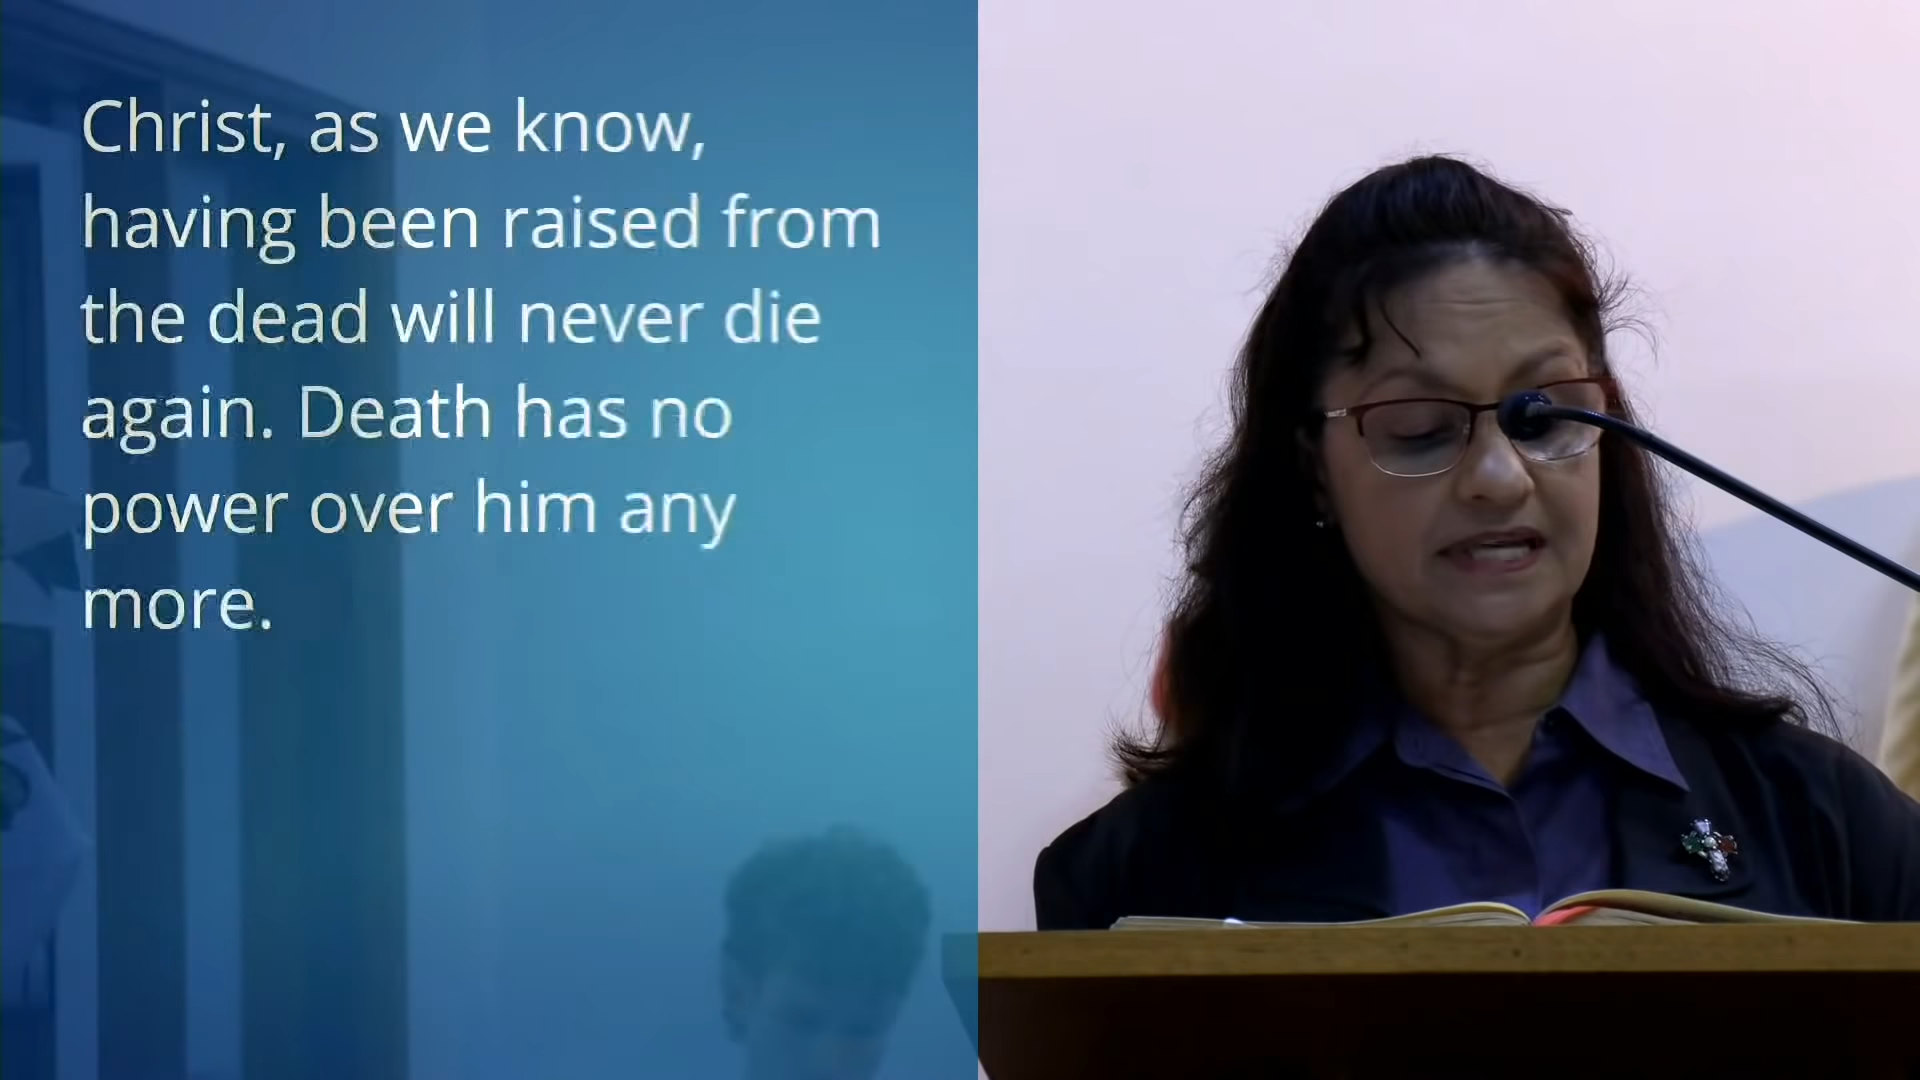 Christ, as we know,
having been raised from
the dead will never die
again. Death has no
power over him any
more.